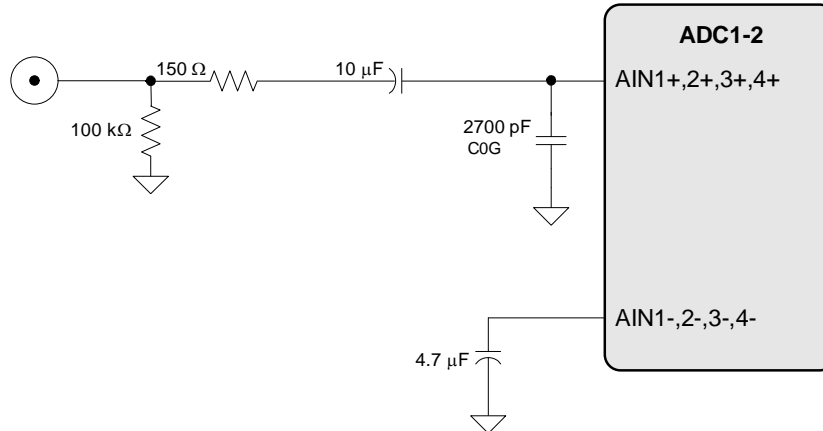 ADC1-2
150 Ω
10 μF
AIN1+,2+,3+,4+
100 kΩ
2700 pF
C0G
AIN1-,2-,3-,4-
4.7 μF